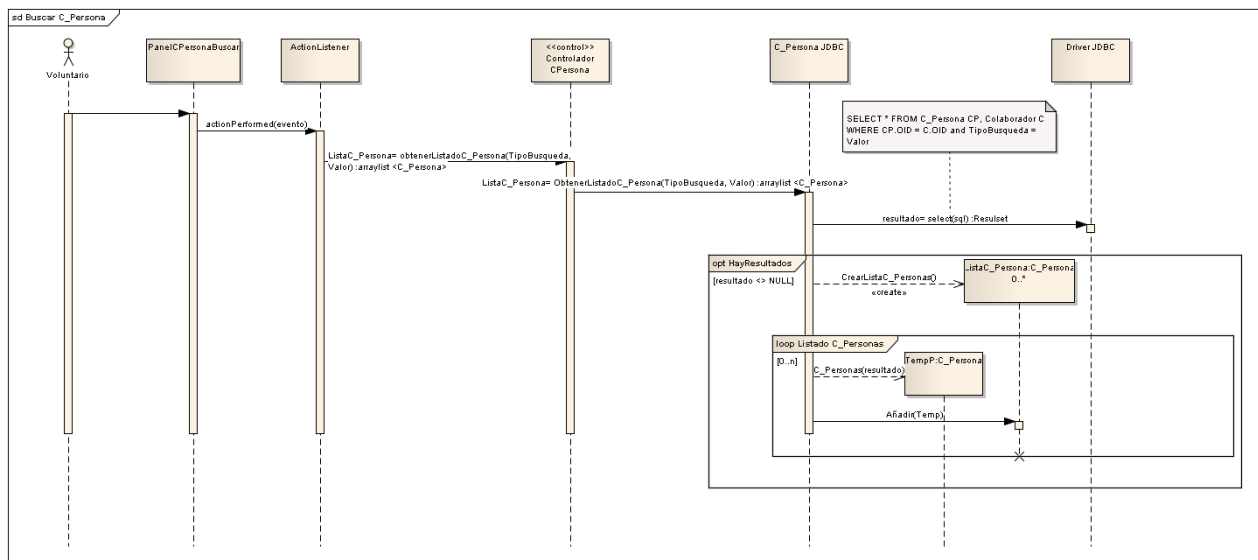 sd Buscar C_Persona
Voluntario
PanelCPersonaBuscar
ActionListener
<<control>>
Controlador
CPersona
C_Persona JDBC
Driver JDBC
SELECT * FROM C_Persona CP, Colaborador C
WHERE CP.OID = C.OID and TipoBusqueda =
Valor
actionPerformed(evento)
ListaC_Persona= obtenerListadoC_Persona(TipoBusqueda,
Valor) :arraylist <C_Persona>
ListaC_Persona= ObtenerListadoC_Persona(TipoBusqueda, Valor) :arraylist <C_Persona>
resultado= select(sql) :Resulset
opt HayResultados
[resultado <> NULL]
CrearListaC_Personas()
«create»
ListaC_Persona:C_Persona
0..*
loop Listado C_Personas
[0..n]
C_Personas(resultado)
TempP:C_Persona
Añadir(Temp)